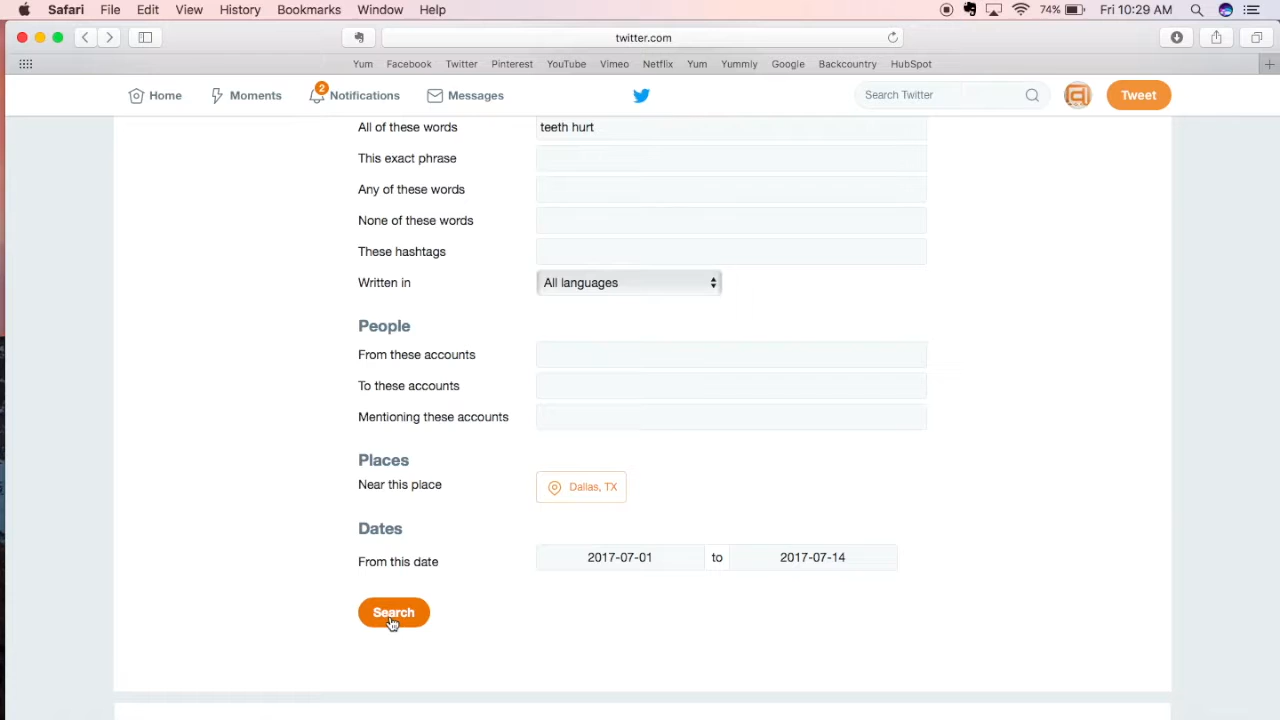 Safari File Edit View History Bookmarks Window Help 74% Fri 10:29 AM
twitter.com
Yum Facebook Twitter Pinterest YouTube Vimeo Netflix Yum Yummly Google Backcountry HubSpot
Home Moments 2 Notifications Messages Search Twitter Tweet
All of these words teeth hurt
This exact phrase
Any of these words
None of these words
These hashtags
Written in All languages
People
From these accounts
To these accounts
Mentioning these accounts
Places
Near this place Dallas, TX
Dates
From this date 2017-07-01 to 2017-07-14
Search